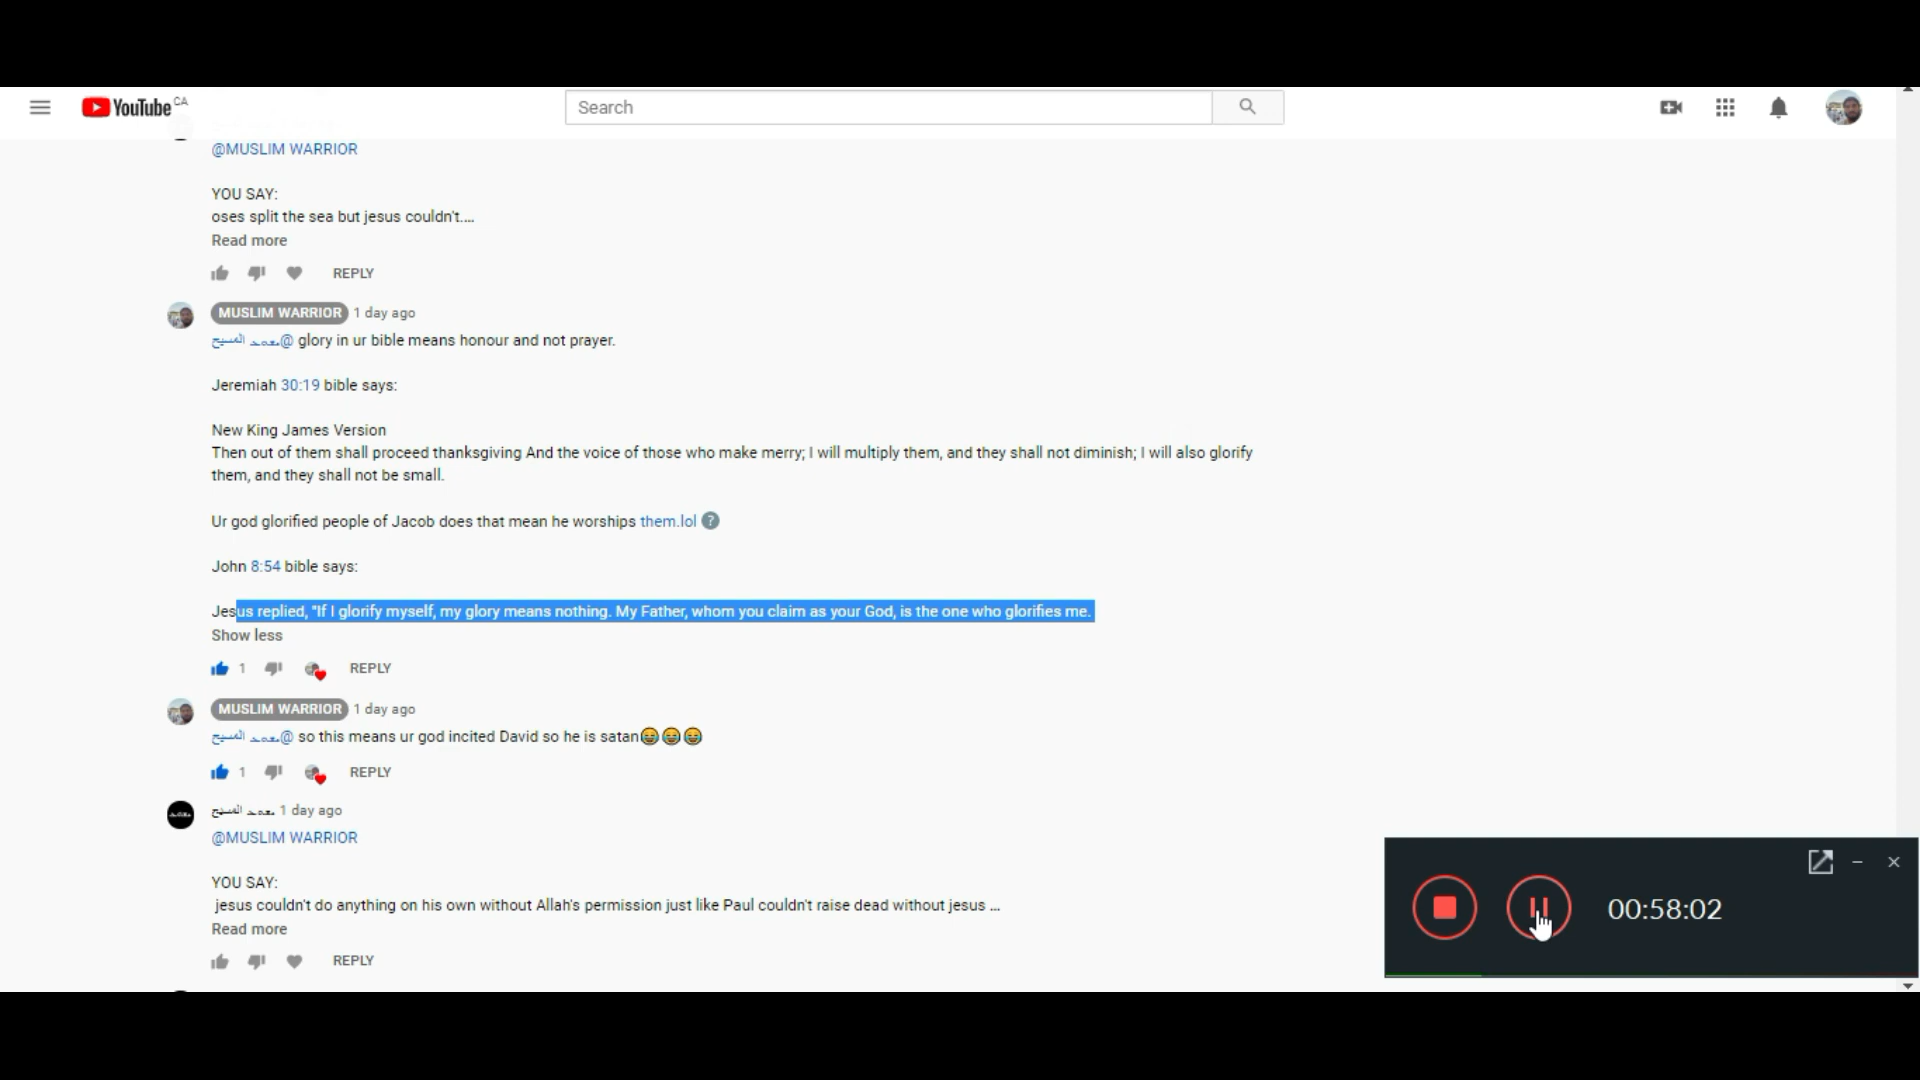 YouTube CA
Search
@MUSLIM WARRIOR
YOU SAY:
oses split the sea but jesus couldn't....
Read more
REPLY
MUSLIM WARRIOR 1 day ago
@ المسيح glory in ur bible means honour and not prayer.
Jeremiah 30:19 bible says:
New King James Version
Then out of them shall proceed thanksgiving And the voice of those who make merry; I will multiply them, and they shall not diminish; I will also glorify
them, and they shall not be small.
Ur god glorified people of Jacob does that mean he worships them.lol ?
John 8:54 bible says:
Jesus replied, "If I glorify myself, my glory means nothing. My Father, whom you claim as your God, is the one who glorifies me.
Show less
1 REPLY
MUSLIM WARRIOR 1 day ago
@ المسيح so this means ur god incited David so he is satan😂😂😂
1 REPLY
المسيح 1 day ago
@MUSLIM WARRIOR
YOU SAY:
jesus couldn't do anything on his own without Allah's permission just like Paul couldn't raise dead without jesus ...
Read more
REPLY
00:58:02